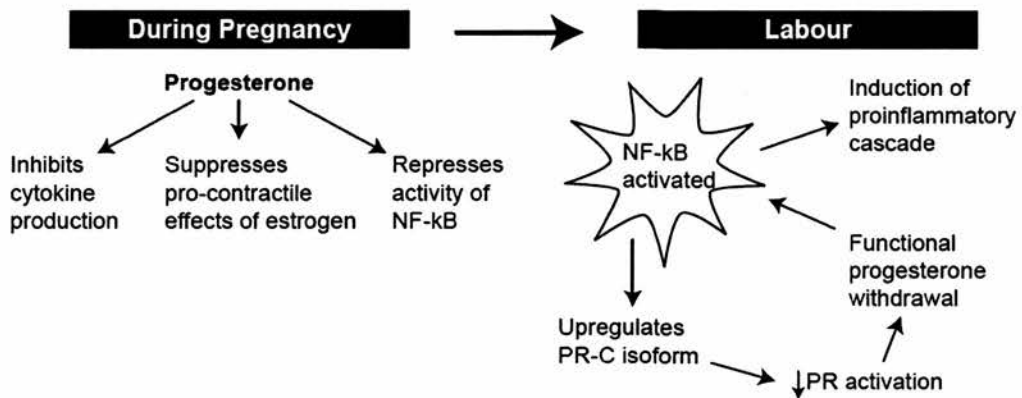 During Pregnancy
Labour
Progesterone
Inhibits
cytokine
production
Suppresses
pro-contractile
effects of estrogen
Represses
activity of
NF-kB
NF-kB
activated
Induction of
proinflammatory
cascade
Functional
progesterone
withdrawal
Upregulates
PR-C isoform
↓PR activation